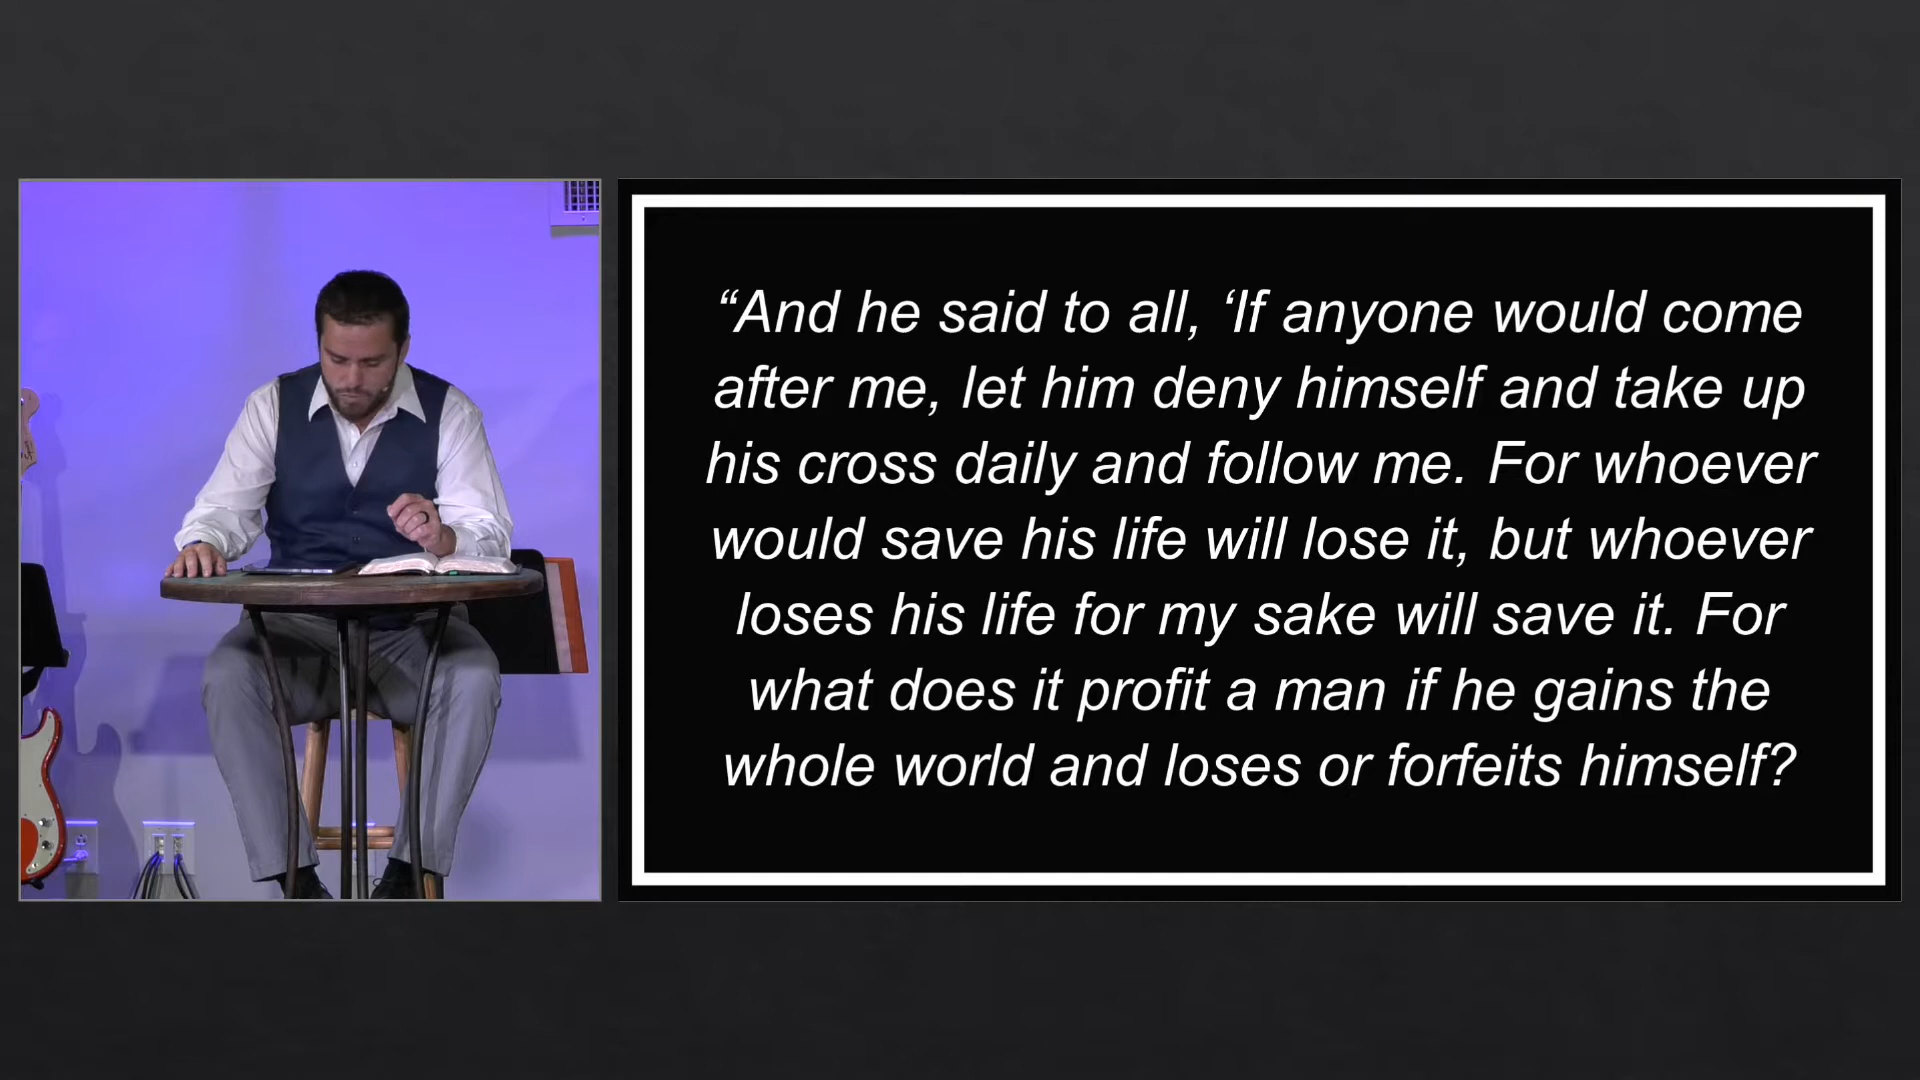 “And he said to all, ‘If anyone would come
after me, let him deny himself and take up
his cross daily and follow me. For whoever
would save his life will lose it, but whoever
loses his life for my sake will save it. For
what does it profit a man if he gains the
whole world and loses or forfeits himself?